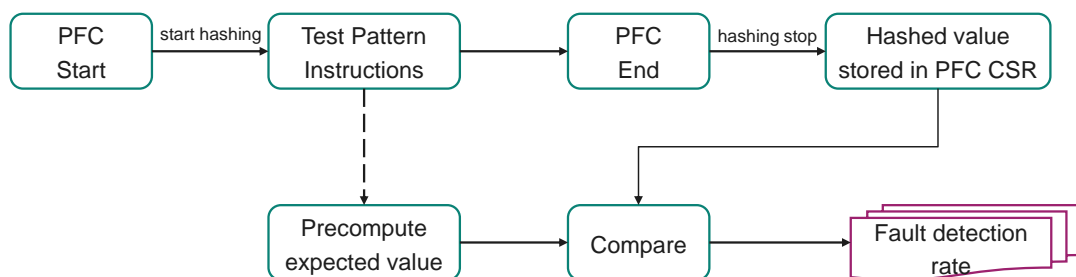 PFC
Start
start hashing
Test Pattern
Instructions
PFC
End
hashing stop
Hashed value
stored in PFC CSR
Precompute
expected value
Compare
Fault detection
rate